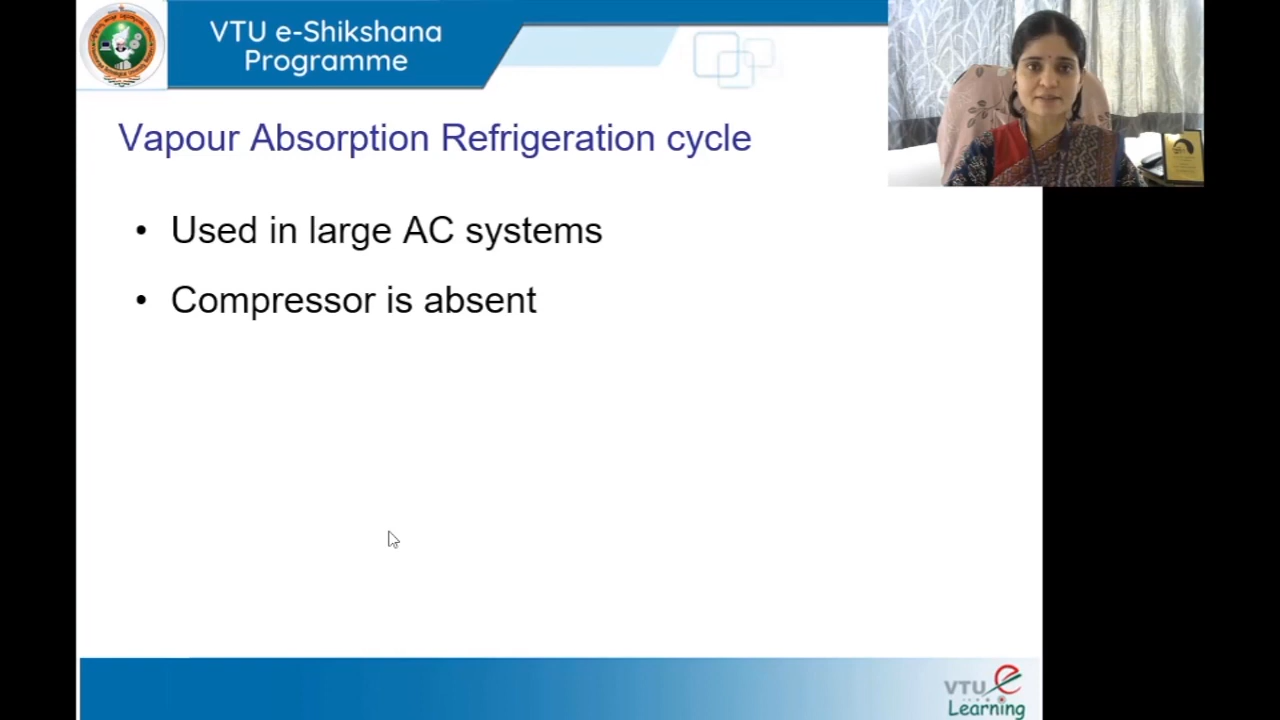 VTU e-Shikshana
Programme
Vapour Absorption Refrigeration cycle
• Used in large AC systems
• Compressor is absent
VTU
Learning